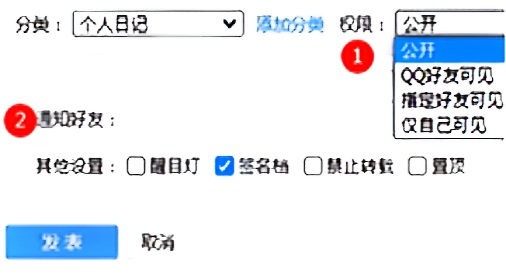 分类： 个人日记 添加分类 权限： 公开
1 公开
QQ好友可见
指定好友可见
仅自己可见
2 通知好友：
其他设置： 醒目灯 签名档 禁止转载 置顶
发表 取消